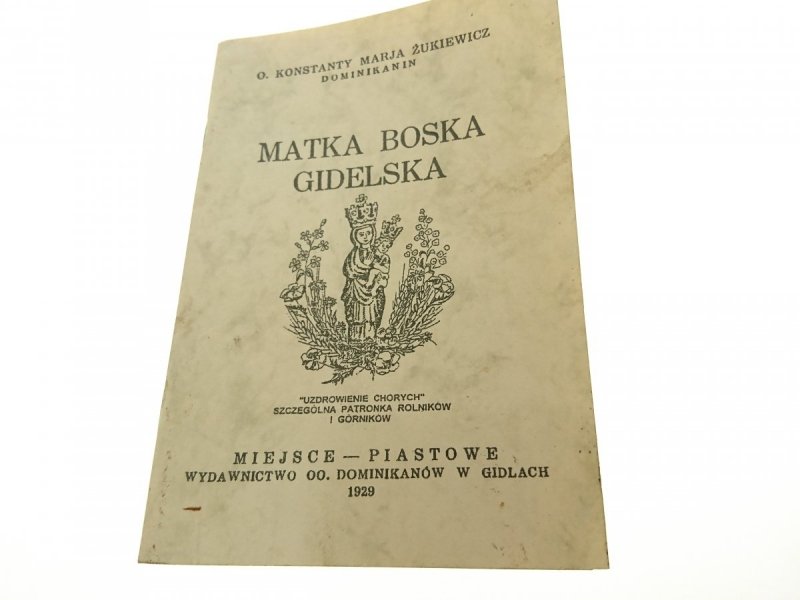 O. KONSTANTY MARJA ŻUKIEWICZ
DOMINIKANIN
MATKA BOSKA
GIDELSKA
"UZDROWIENIE CHORYCH"
SZCZEGÓLNA PATRONKA ROLNIKÓW
I GÓRNIKÓW
MIEJSCE — PIASTOWE
WYDAWNICTWO OO. DOMINIKANÓW W GIDLACH
1929